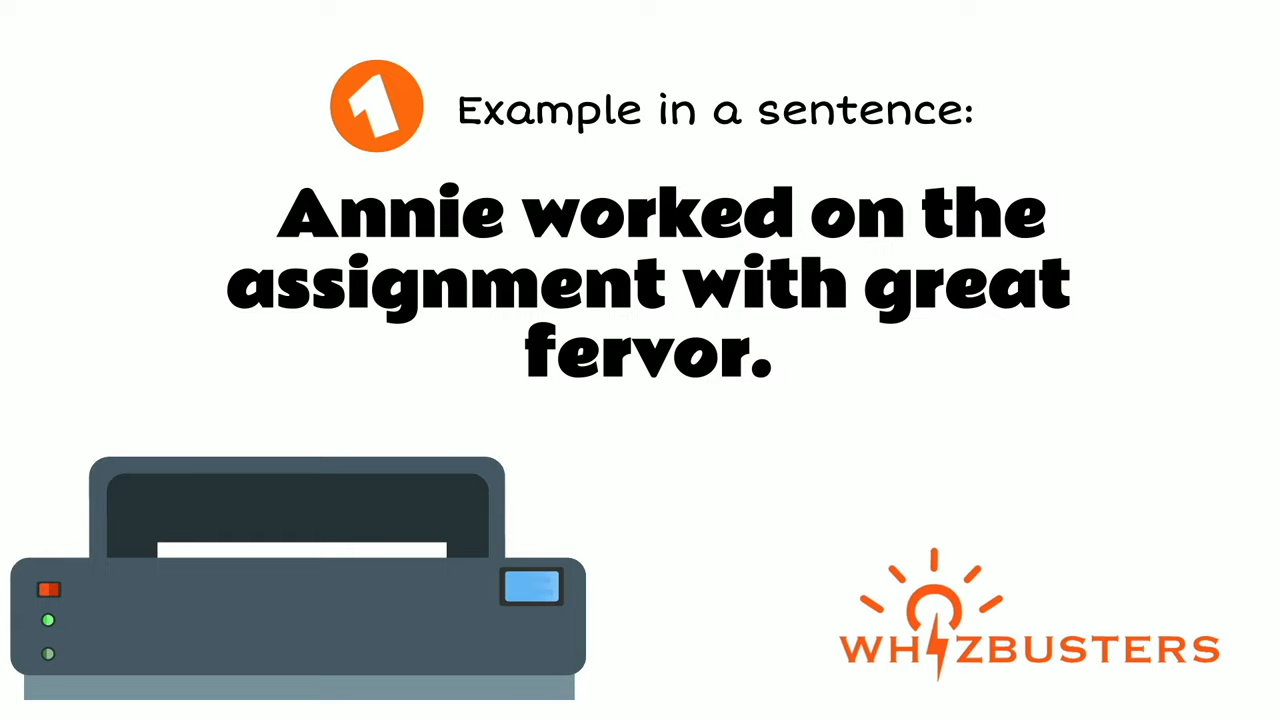 1 Example in a sentence:
Annie worked on the
assignment with great
fervor.
WHIZBUSTERS